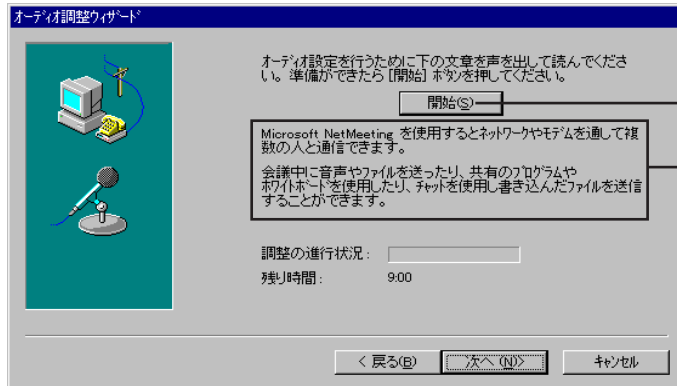 オーディオ調整ウィザード
オーディオ設定を行うために下の文章を声を出して読んでくださ
い。準備ができたら [開始] ボタンを押してください。
開始(S)
Microsoft NetMeeting を使用するとネットワークやモデムを通して複
数の人と通信できます。
会議中に音声やファイルを送ったり、共有のプログラムや
ホワイトボードを使用したり、チャットを使用し書き込んだファイルを送信
することができます。
調整の進行状況:
残り時間: 9:00
< 戻る(B)  次へ (N)>  キャンセル